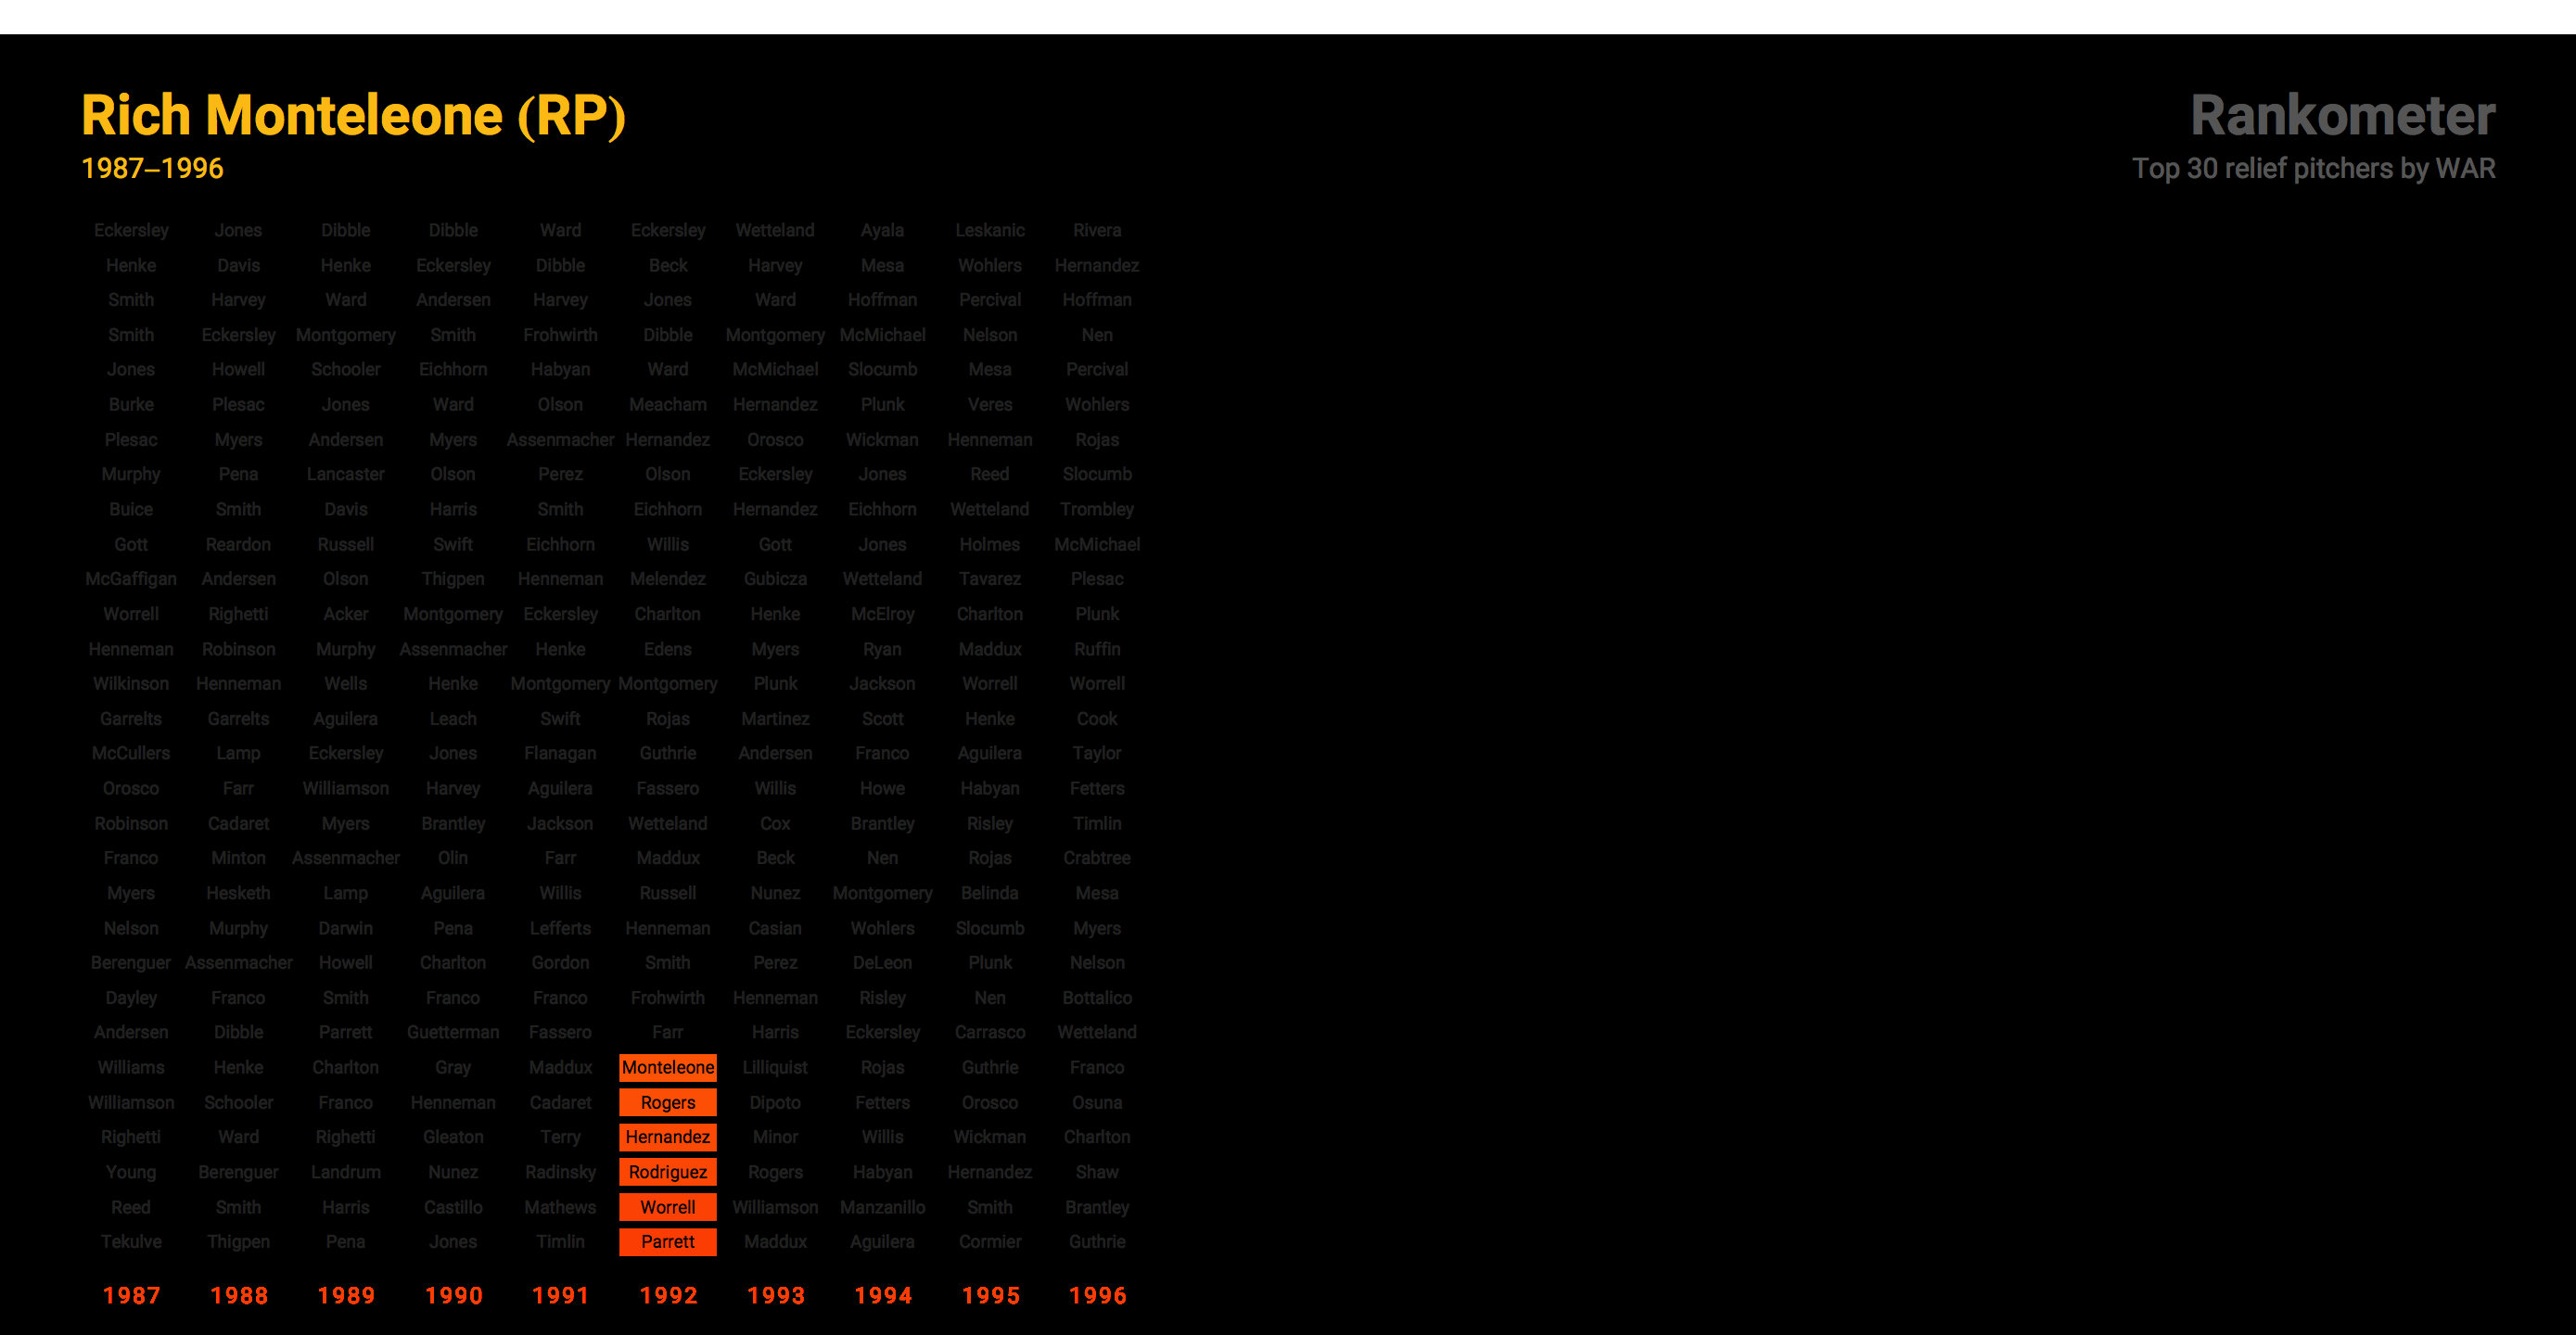 Rich Monteleone (RP)
Rankometer
1987–1996
Top 30 relief pitchers by WAR
Eckersley Jones Dibble Dibble Ward Eckersley Wetteland Ayala Leskanic Rivera
Henke Davis Henke Eckersley Dibble Beck Harvey Mesa Wohlers Hernandez
Smith Harvey Ward Andersen Harvey Jones Ward Hoffman Percival Hoffman
Smith Eckersley Montgomery Smith Frohwirth Dibble Montgomery McMichael Nelson Nen
Jones Howell Schooler Eichhorn Habyan Ward McMichael Slocumb Mesa Percival
Burke Plesac Jones Ward Olson Meacham Hernandez Plunk Veres Wohlers
Plesac Myers Andersen Myers Assenmacher Hernandez Orosco Wickman Henneman Rojas
Murphy Pena Lancaster Olson Perez Olson Eckersley Jones Reed Slocumb
Buice Smith Davis Harris Smith Eichhorn Hernandez Eichhorn Wetteland Trombley
Gott Reardon Russell Swift Eichhorn Willis Gott Jones Holmes McMichael
McGaffigan Andersen Olson Thigpen Henneman Melendez Gubicza Wetteland Tavarez Plesac
Worrell Righetti Acker Montgomery Eckersley Charlton Henke McElroy Charlton Plunk
Henneman Robinson Murphy Assenmacher Henke Edens Myers Ryan Maddux Ruffin
Wilkinson Henneman Wells Henke Montgomery Montgomery Plunk Jackson Worrell Worrell
Garrelts Garrelts Aguilera Leach Swift Rojas Martinez Scott Henke Cook
McCullers Lamp Eckersley Jones Flanagan Guthrie Andersen Franco Aguilera Taylor
Orosco Farr Williamson Harvey Aguilera Fassero Willis Howe Habyan Fetters
Robinson Cadaret Myers Brantley Jackson Wetteland Cox Brantley Risley Timlin
Franco Minton Assenmacher Olin Farr Maddux Beck Nen Rojas Crabtree
Myers Hesketh Lamp Aguilera Willis Russell Nunez Montgomery Belinda Mesa
Nelson Murphy Darwin Pena Lefferts Henneman Casian Wohlers Slocumb Myers
Berenguer Assenmacher Howell Charlton Gordon Smith Perez DeLeon Plunk Nelson
Dayley Franco Smith Franco Franco Frohwirth Henneman Risley Nen Bottalico
Andersen Dibble Parrett Guetterman Fassero Farr Harris Eckersley Carrasco Wetteland
Williams Henke Charlton Gray Maddux Monteleone Lilliquist Rojas Guthrie Franco
Williamson Schooler Franco Henneman Cadaret Rogers Dipoto Fetters Orosco Osuna
Righetti Ward Righetti Gleaton Terry Hernandez Minor Willis Wickman Charlton
Young Berenguer Landrum Nunez Radinsky Rodriguez Rogers Habyan Hernandez Shaw
Reed Smith Harris Castillo Mathews Worrell Williamson Manzanillo Smith Brantley
Tekulve Thigpen Pena Jones Timlin Parrett Maddux Aguilera Cormier Guthrie
1987 1988 1989 1990 1991 1992 1993 1994 1995 1996